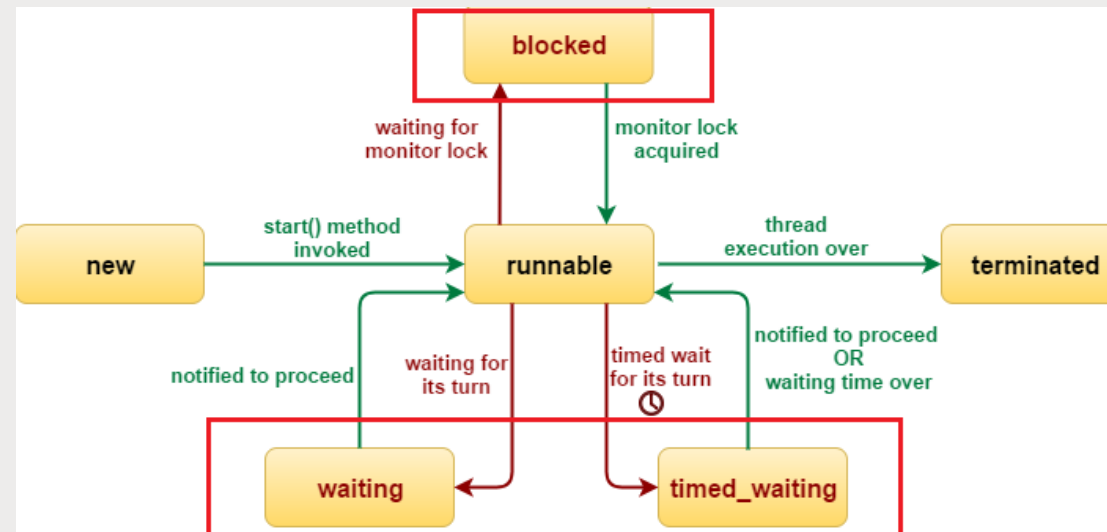 blocked
waiting for
monitor lock
monitor lock
acquired
start() method
invoked
thread
execution over
new
runnable
terminated
notified to proceed
waiting for
its turn
timed wait
for its turn
notified to proceed
OR
waiting time over
waiting
timed_waiting